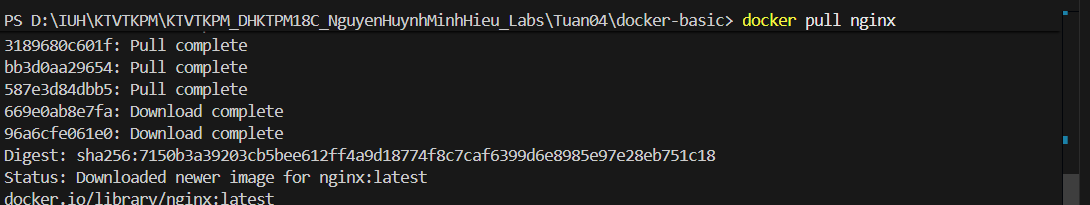 PS D:\IUH\KTVTKPM\KTVTKPM_DHKTPM18C_NguyenHuynhMinhHieu_Labs\Tuan04\docker-basic> docker pull nginx
3189680c601f: Pull complete
bb3d0aa29654: Pull complete
587e3d84dbb5: Pull complete
669e0ab8e7fa: Download complete
96a6cfe061e0: Download complete
Digest: sha256:7150b3a39203cb5bee612ff4a9d18774f8c7caf6399d6e8985e97e28eb751c18
Status: Downloaded newer image for nginx:latest
docker.io/library/nginx:latest